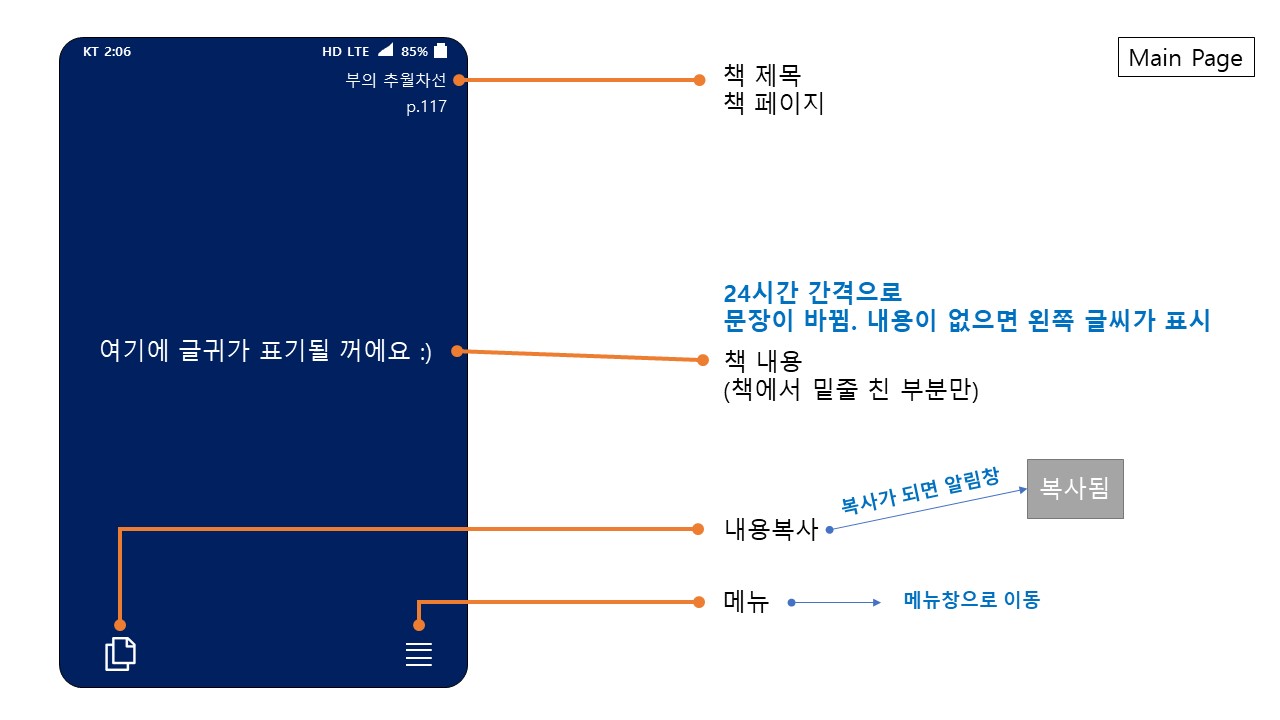 KT 2:06
HD LTE 85%
부의 추월차선
p.117
책 제목
책 페이지
Main Page
24시간 간격으로
문장이 바뀜. 내용이 없으면 왼쪽 글씨가 표시
여기에 글귀가 표기될 꺼에요 :)
책 내용
(책에서 밑줄 친 부분만)
복사가 되면 알림창
복사됨
내용복사
메뉴
메뉴창으로 이동